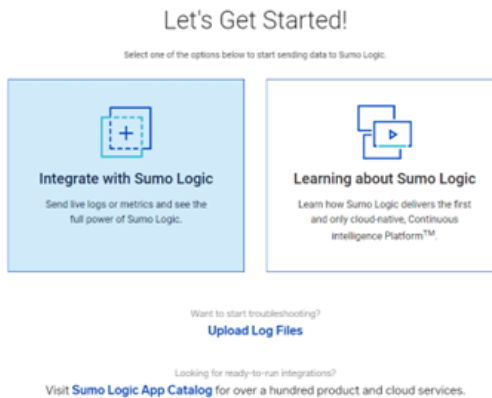 Let's Get Started!
Select one of the options below to start sending data to Sumo Logic.
Integrate with Sumo Logic
Send live logs or metrics and see the
full power of Sumo Logic.
Learning about Sumo Logic
Learn how Sumo Logic delivers the first
and only cloud-native, Continuous
intelligence Platform™.
Want to start troubleshooting?
Upload Log Files
Looking for ready-to-run integrations?
Visit Sumo Logic App Catalog for over a hundred product and cloud services.